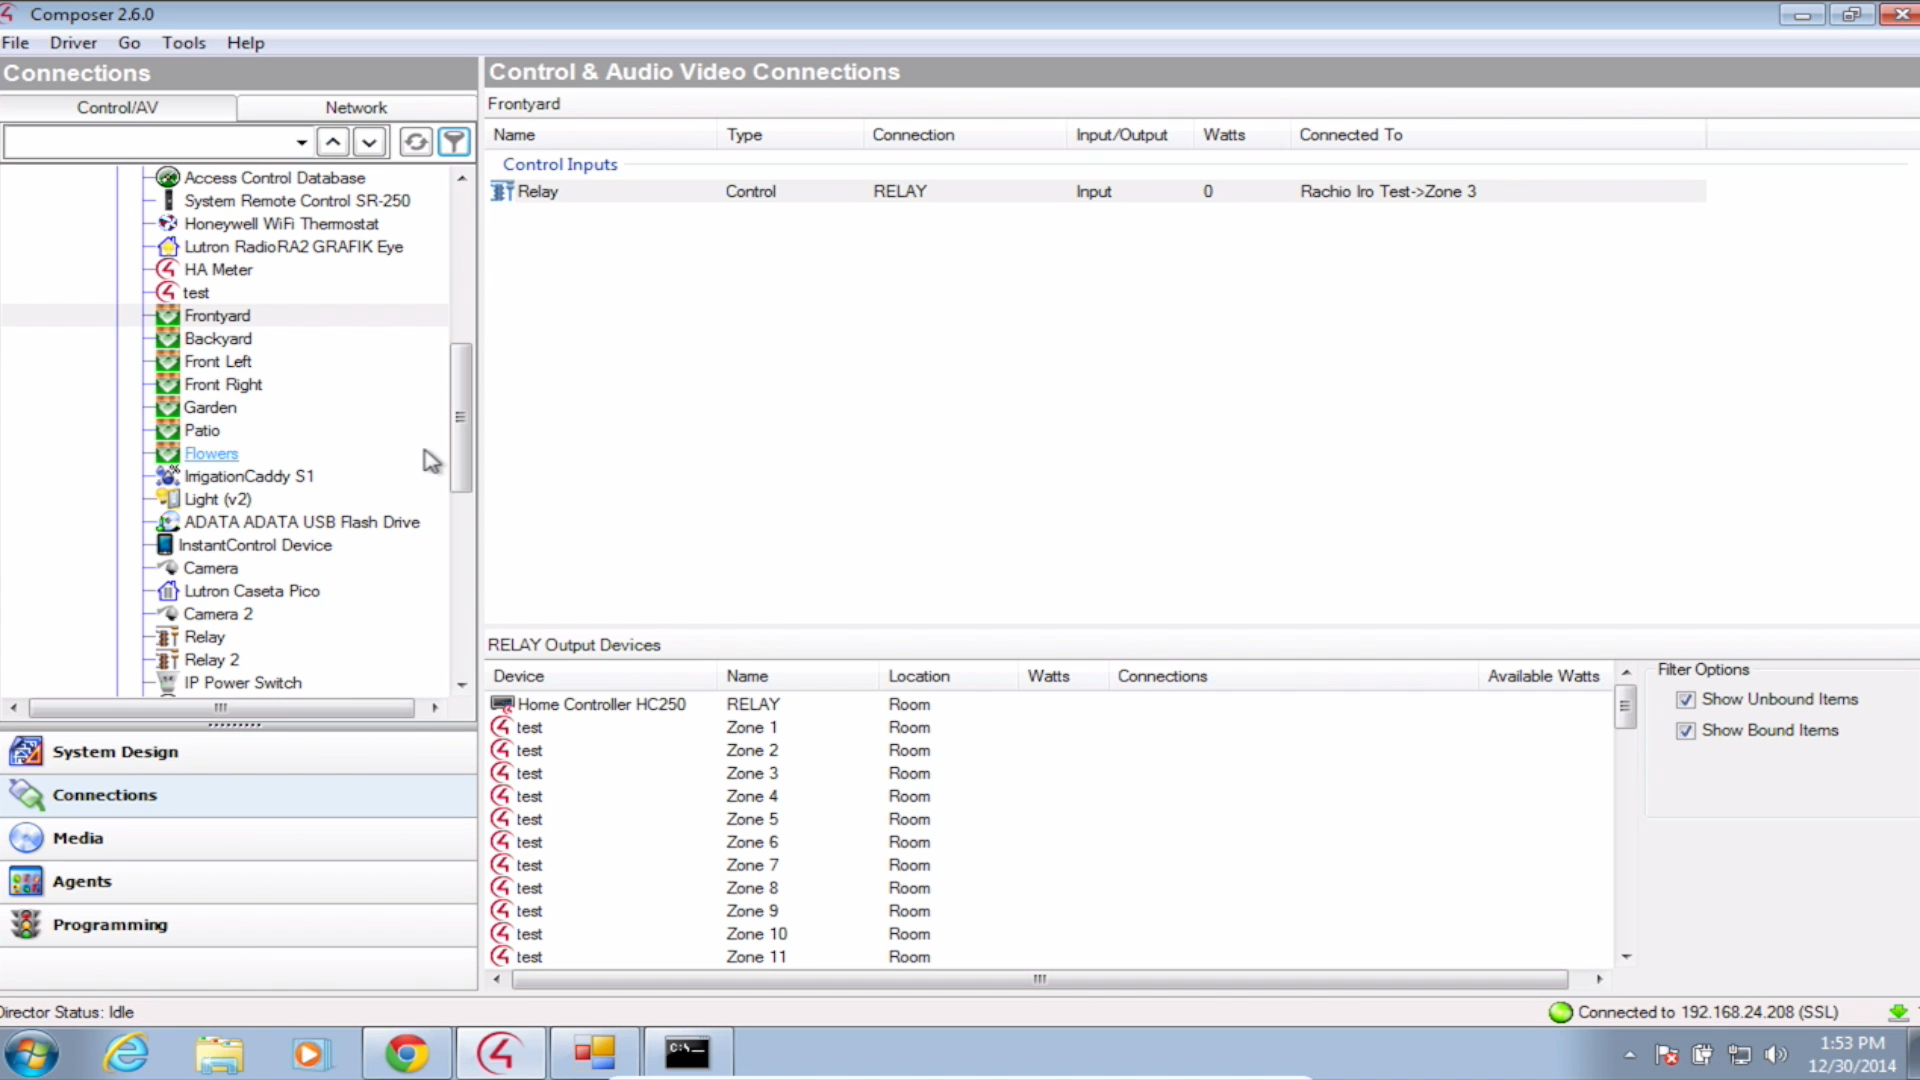 Composer 2.6.0
File Driver Go Tools Help
Connections
Control/AV Network
Access Control Database
System Remote Control SR-250
Honeywell WiFi Thermostat
Lutron RadioRA2 GRAFIK Eye
HA Meter
test
Frontyard
Backyard
Front Left
Front Right
Garden
Patio
Flowers
IrrigationCaddy S1
Light (v2)
ADATA ADATA USB Flash Drive
InstantControl Device
Camera
Lutron Caseta Pico
Camera 2
Relay
Relay 2
IP Power Switch
System Design
Connections
Media
Agents
Programming
Control & Audio Video Connections
Frontyard
Name Type Connection Input/Output Watts Connected To
Control Inputs
Relay Control RELAY Input 0 Rachio Iro Test->Zone 3
RELAY Output Devices
Device Name Location Watts Connections Available Watts
Home Controller HC250 RELAY Room
test Zone 1 Room
test Zone 2 Room
test Zone 3 Room
test Zone 4 Room
test Zone 5 Room
test Zone 6 Room
test Zone 7 Room
test Zone 8 Room
test Zone 9 Room
test Zone 10 Room
test Zone 11 Room
Filter Options
Show Unbound Items
Show Bound Items
Director Status: Idle
Connected to 192.168.24.208 (SSL)
C:\_
1:53 PM
12/30/2014